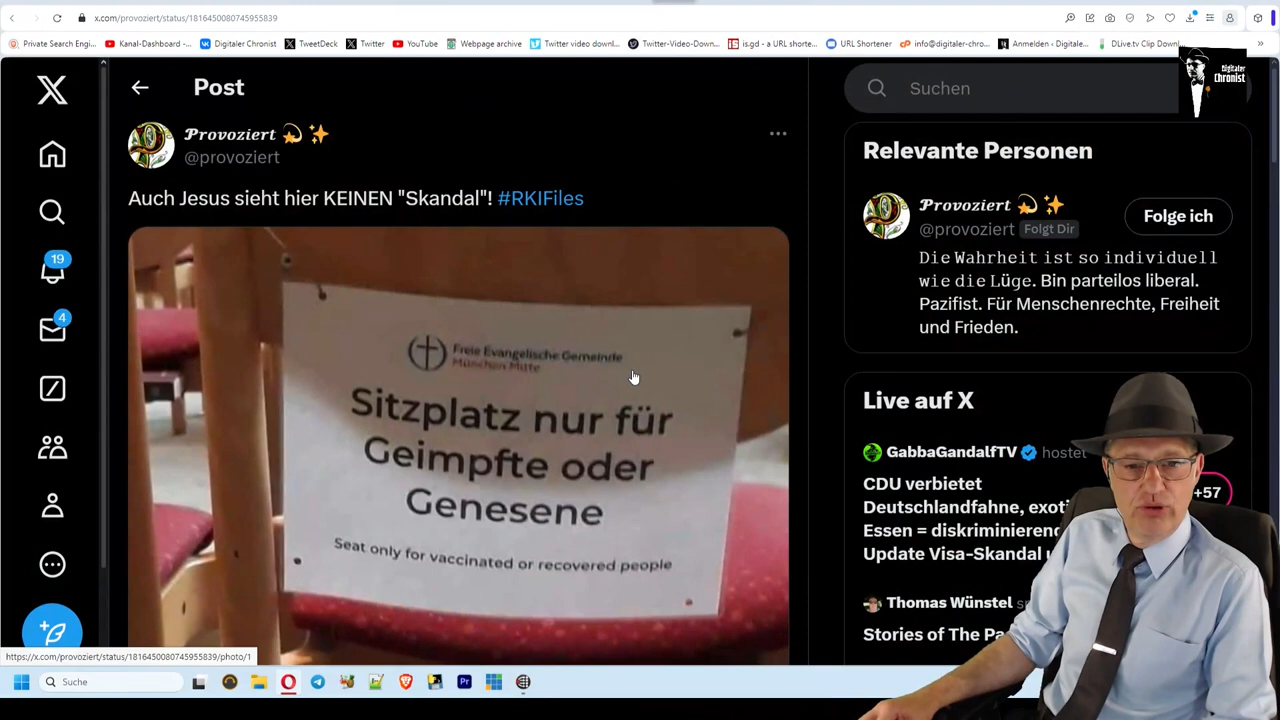 x.com/provoziert/status/1816450080745955839
Private Search Engi...
Kanal-Dashboard -...
Digitaler Chronist
TweetDeck
Twitter
YouTube
Webpage archive
Twitter video downl...
Twitter-Video-Down...
is.gd - a URL shorte...
URL Shortener
info@digitaler-chro...
Anmelden ‹ Digitale...
DLive.tv Clip Downl...
»
Digitaler
Chronist
Post
Suchen
Provoziert
@provoziert
Auch Jesus sieht hier KEINEN "Skandal"! #RKIFiles
Freie Evangelische Gemeinde
München Mitte
Sitzplatz nur für
Geimpfte oder
Genesene
Seat only for vaccinated or recovered people
19
4
Relevante Personen
Provoziert
@provoziert Folgt Dir
Folge ich
Die Wahrheit ist so individuell
wie die Lüge. Bin parteilos liberal.
Pazifist. Für Menschenrechte, Freiheit
und Frieden.
Live auf X
GabbaGandalfTV hostet
CDU verbietet
Deutschlandfahne, exot
Essen = diskriminierend
Update Visa-Skandal
+57
Thomas Wünstel
Stories of The Pa
https://x.com/provoziert/status/1816450080745955839/photo/1
Suche